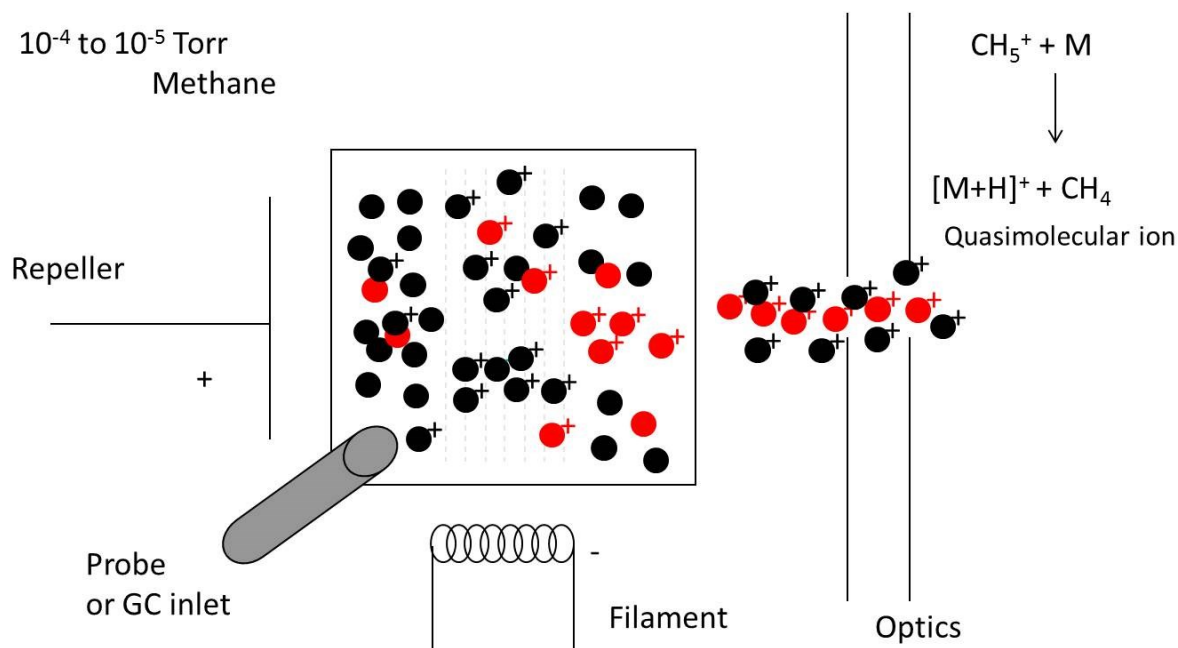 10⁻⁴ to 10⁻⁵ Torr
Methane
CH₅⁺ + M
[M+H]⁺ + CH₄
Quasimolecular ion
Repeller
+
Probe
or GC inlet
-
Filament
Optics